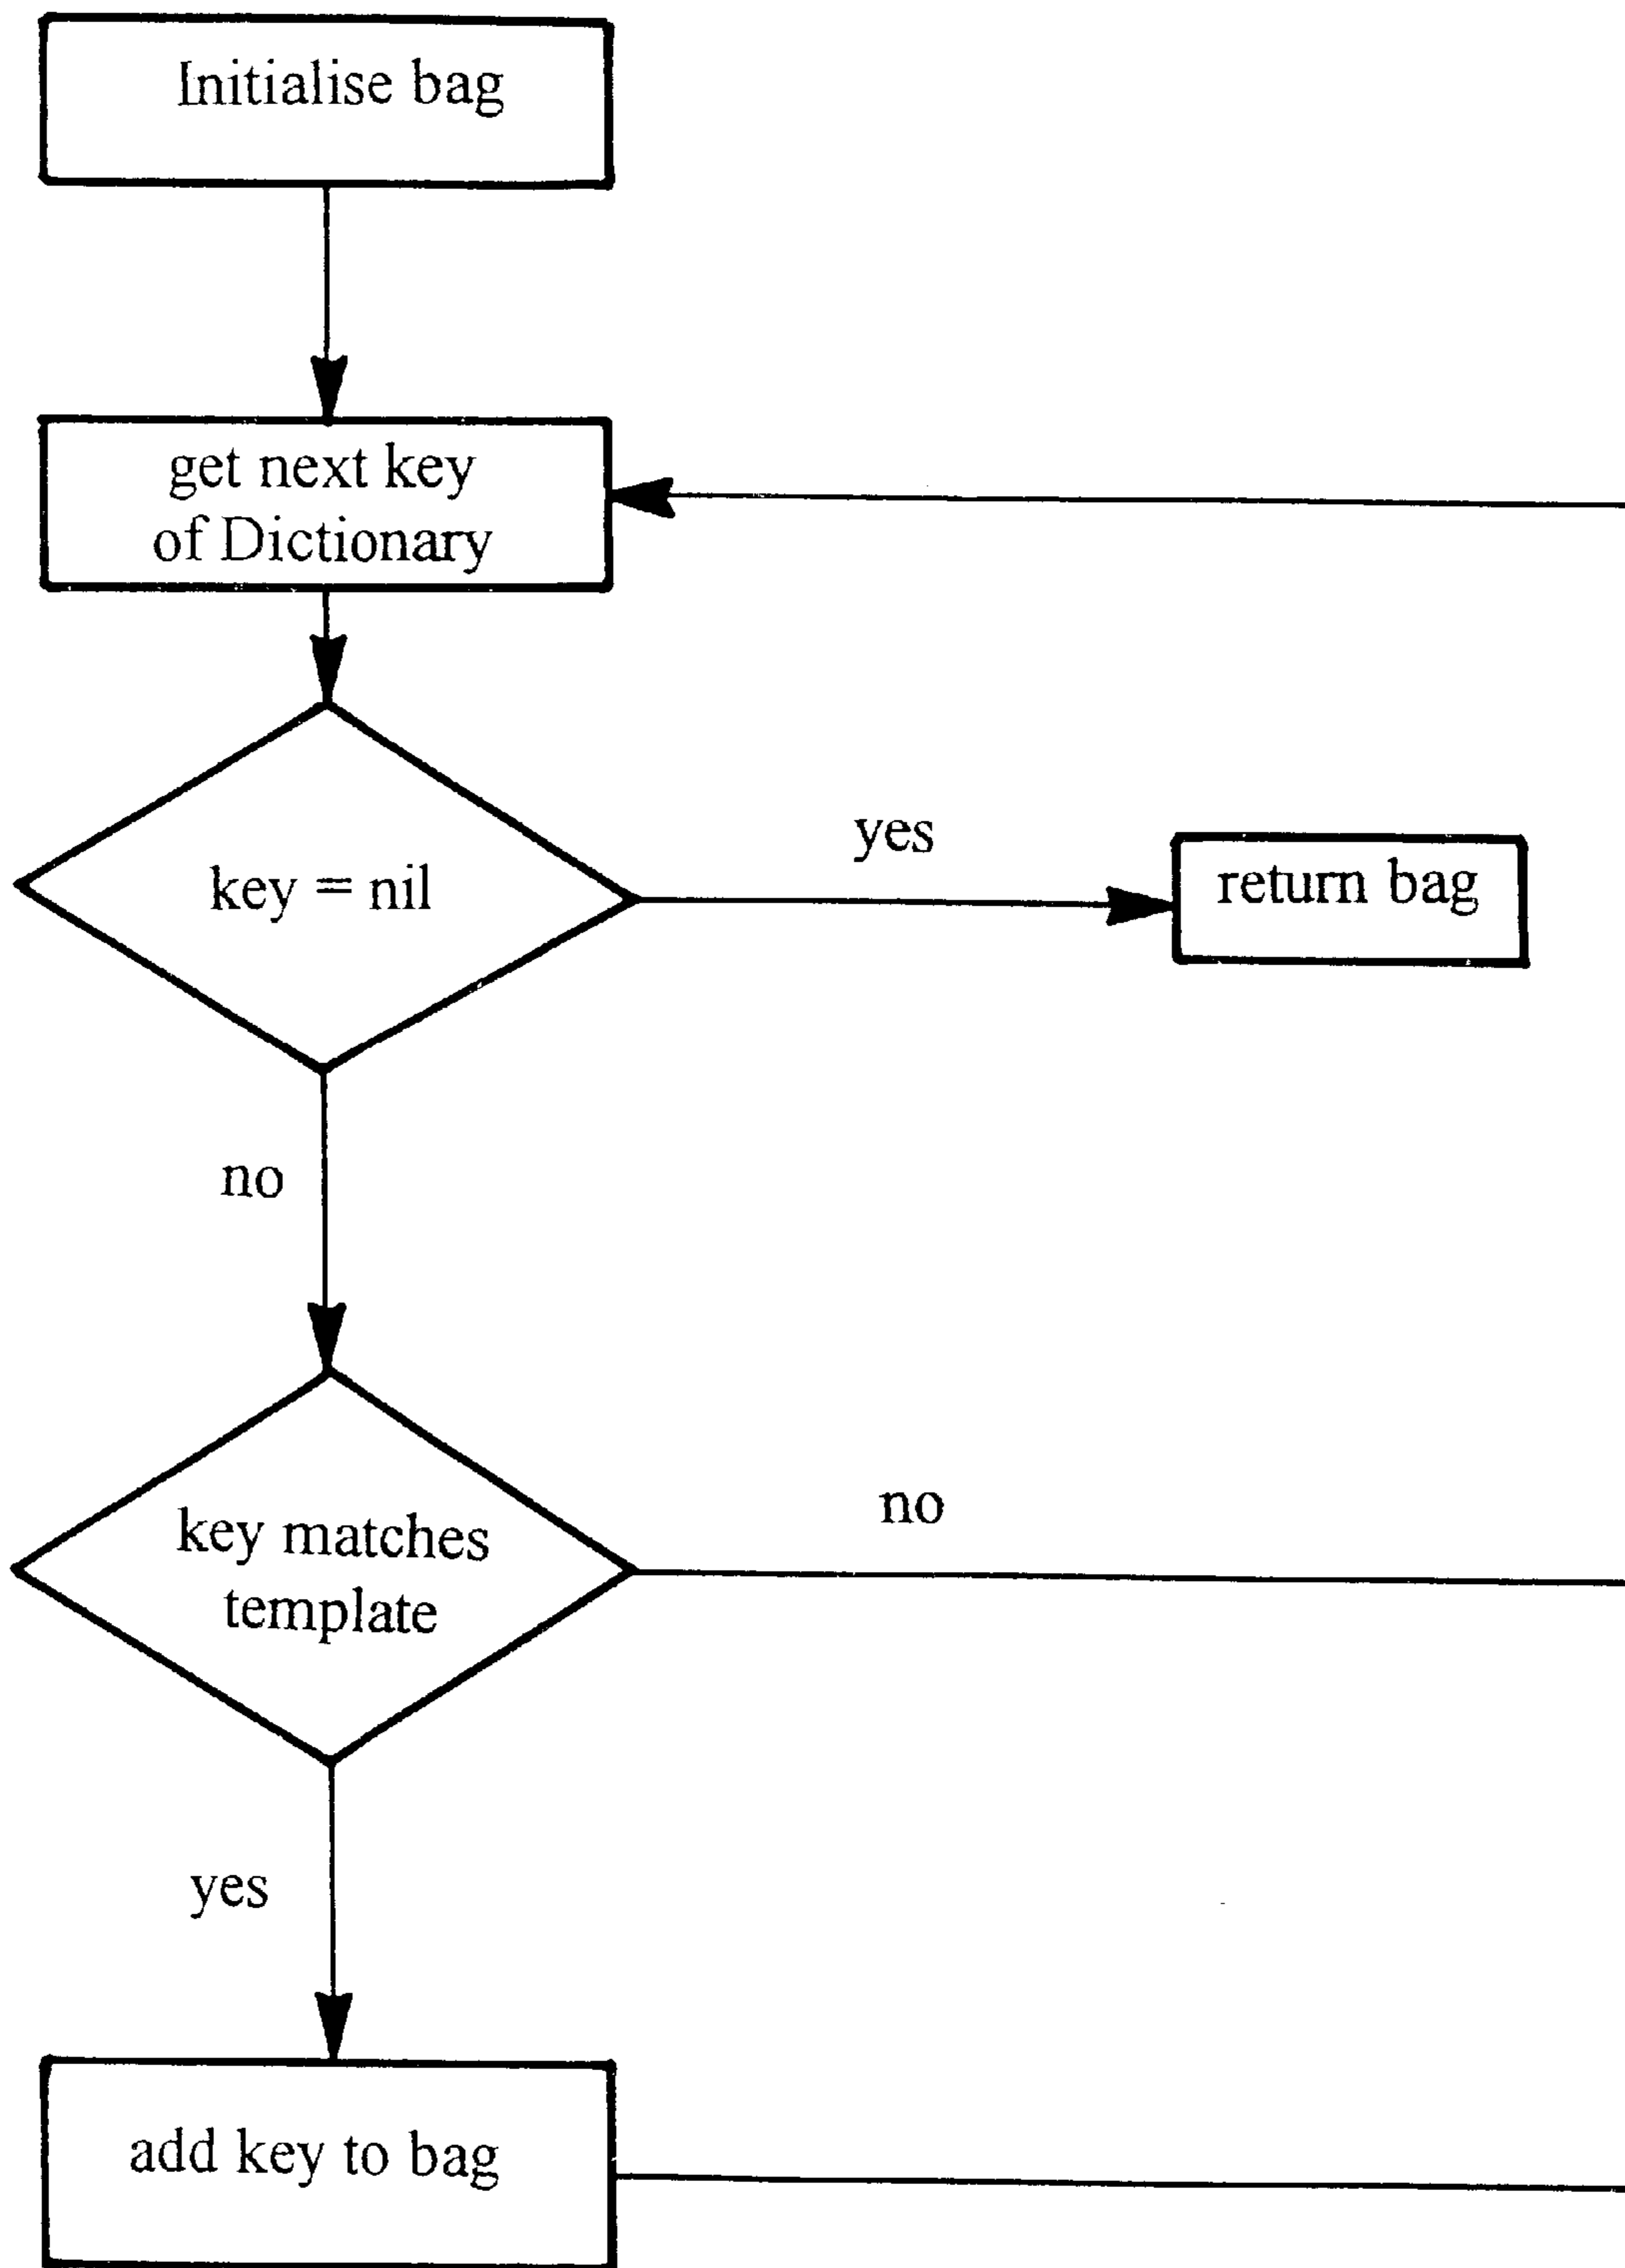 Initialise bag
get next key
of Dictionary
key = nil
yes
return bag
no
key matches
template
no
yes
add key to bag